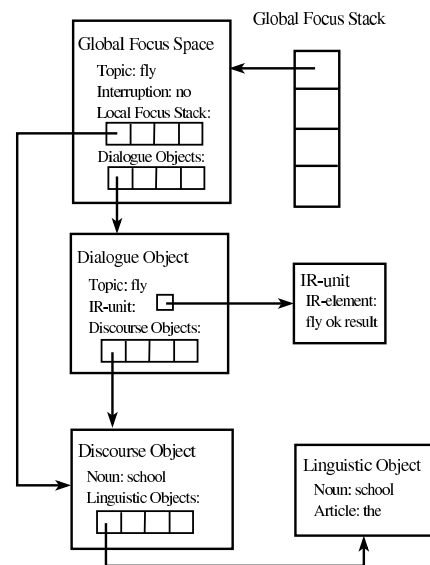 Global Focus Stack
Global Focus Space
Topic: fly
Interruption: no
Local Focus Stack:
Dialogue Objects:
Dialogue Object
Topic: fly
IR-unit:
Discourse Objects:
IR-unit
IR-element:
fly ok result
Discourse Object
Noun: school
Linguistic Objects:
Linguistic Object
Noun: school
Article: the